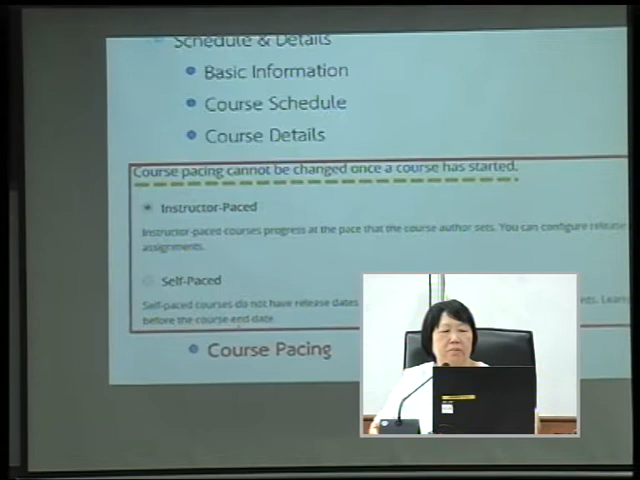 Schedule & Details
Basic Information
Course Schedule
Course Details
Course pacing cannot be changed once a course has started.
Instructor-Paced
Instructor-paced courses progress at the pace that the course author sets. You can configure release
assignments.
Self-Paced
Self-paced courses do not have release dates
nts. Learn
before the course end date.
Course Pacing